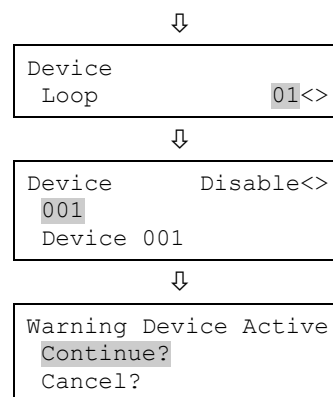 ⇩
Device
Loop 01<>
⇩
Device Disable<>
001
Device 001
⇩
Warning Device Active
Continue?
Cancel?